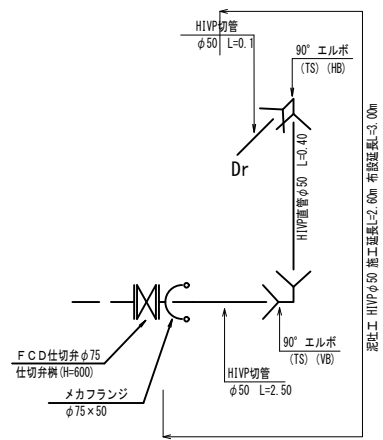 HIVP切管
φ50 L=0.1
90° エルボ
(TS) (HB)
Dr
HIVP直管φ50 L=0.40
泥吐工 HIVPφ50 施工延長L=2.60m 布設延長L=3.00m
90° エルボ
(TS) (VB)
FCD仕切弁φ75
仕切弁桝(H=600)
メカフランジ
φ75×50
HIVP切管
φ50 L=2.50